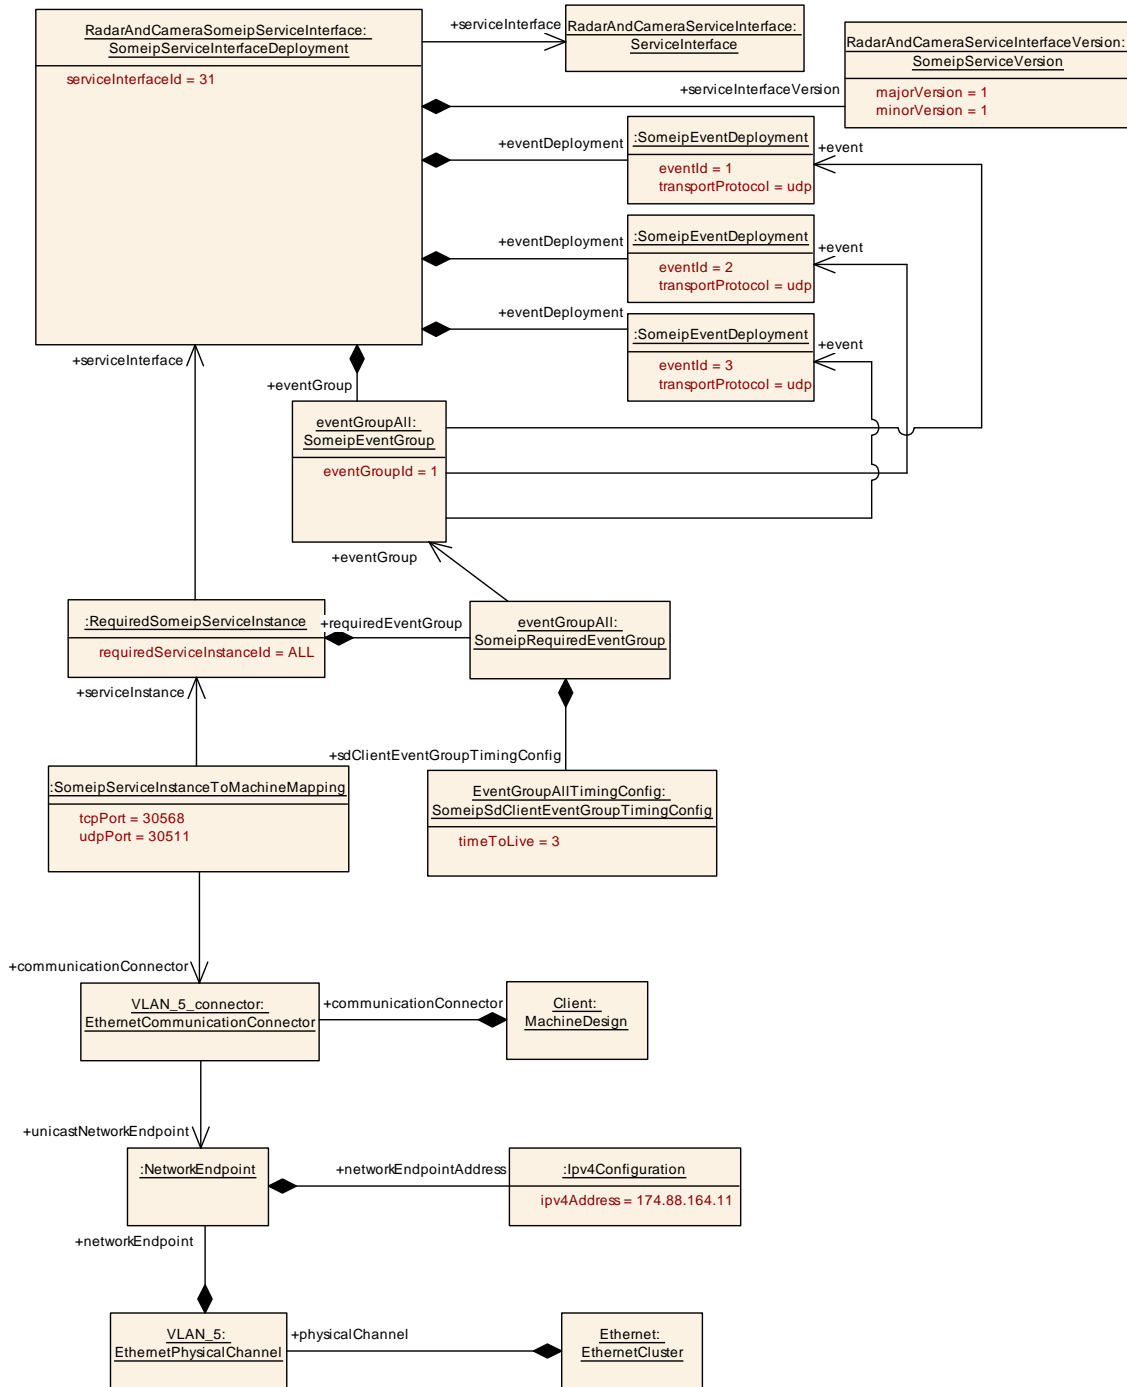 RadarAndCameraSomeipServiceInterface:
SomeipServiceInterfaceDeployment
serviceInterfaceId = 31
+serviceInterface
RadarAndCameraServiceInterface:
ServiceInterface
RadarAndCameraServiceInterfaceVersion:
SomeipServiceVersion
majorVersion = 1
minorVersion = 1
+serviceInterfaceVersion
+eventDeployment
:SomeipEventDeployment
eventId = 1
transportProtocol = udp
+event
+eventDeployment
:SomeipEventDeployment
eventId = 2
transportProtocol = udp
+event
+eventDeployment
:SomeipEventDeployment
eventId = 3
transportProtocol = udp
+event
+serviceInterface
+eventGroup
eventGroupAll:
SomeipEventGroup
eventGroupId = 1
+eventGroup
:RequiredSomeipServiceInstance
requiredServiceInstanceId = ALL
+requiredEventGroup
eventGroupAll:
SomeipRequiredEventGroup
+serviceInstance
+sdClientEventGroupTimingConfig
:SomeipServiceInstanceToMachineMapping
tcpPort = 30568
udpPort = 30511
EventGroupAllTimingConfig:
SomeipSdClientEventGroupTimingConfig
timeToLive = 3
+communicationConnector
VLAN_5_connector:
EthernetCommunicationConnector
+communicationConnector
Client:
MachineDesign
+unicastNetworkEndpoint
:NetworkEndpoint
+networkEndpointAddress
:Ipv4Configuration
ipv4Address = 174.88.164.11
+networkEndpoint
VLAN_5:
EthernetPhysicalChannel
+physicalChannel
Ethernet:
EthernetCluster